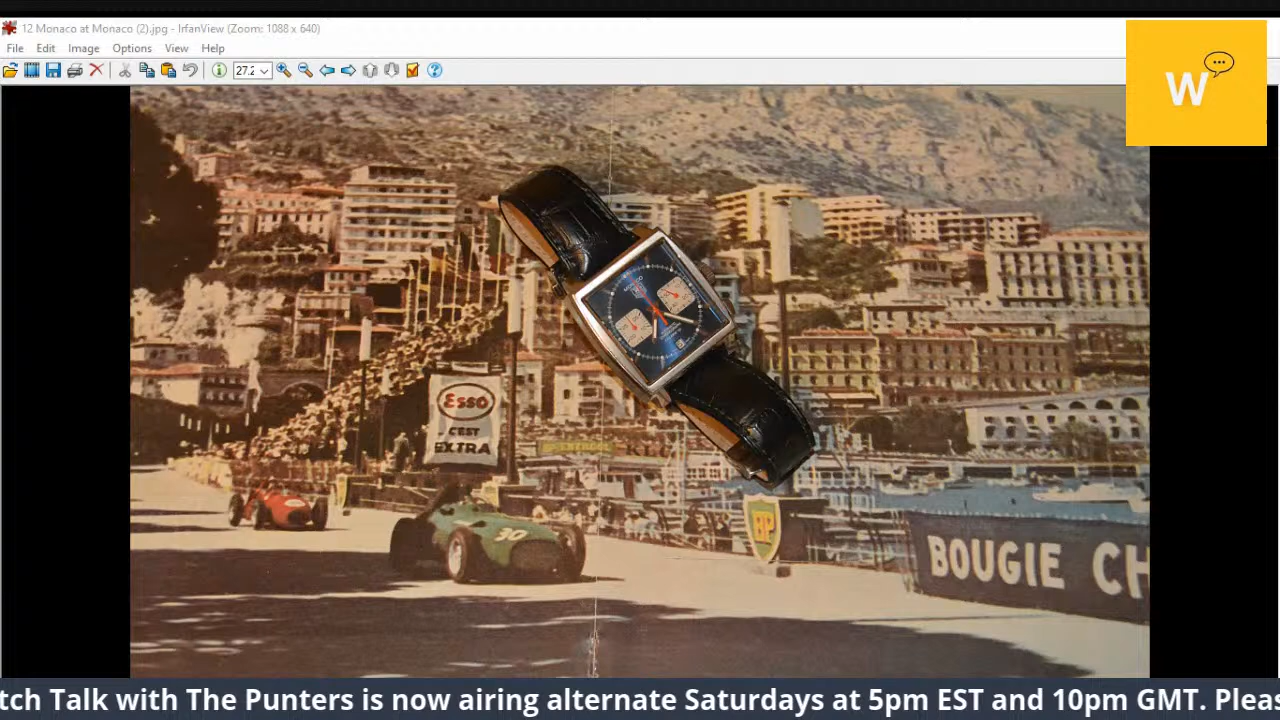 12 Monaco at Monaco (2).jpg - IrfanView (Zoom: 1088 x 640)
File Edit Image Options View Help
27.2
W
MONACO
Esso
C'EST
EXTRA
30
BP
BOUGIE CH
tch Talk with The Punters is now airing alternate Saturdays at 5pm EST and 10pm GMT. Pleas